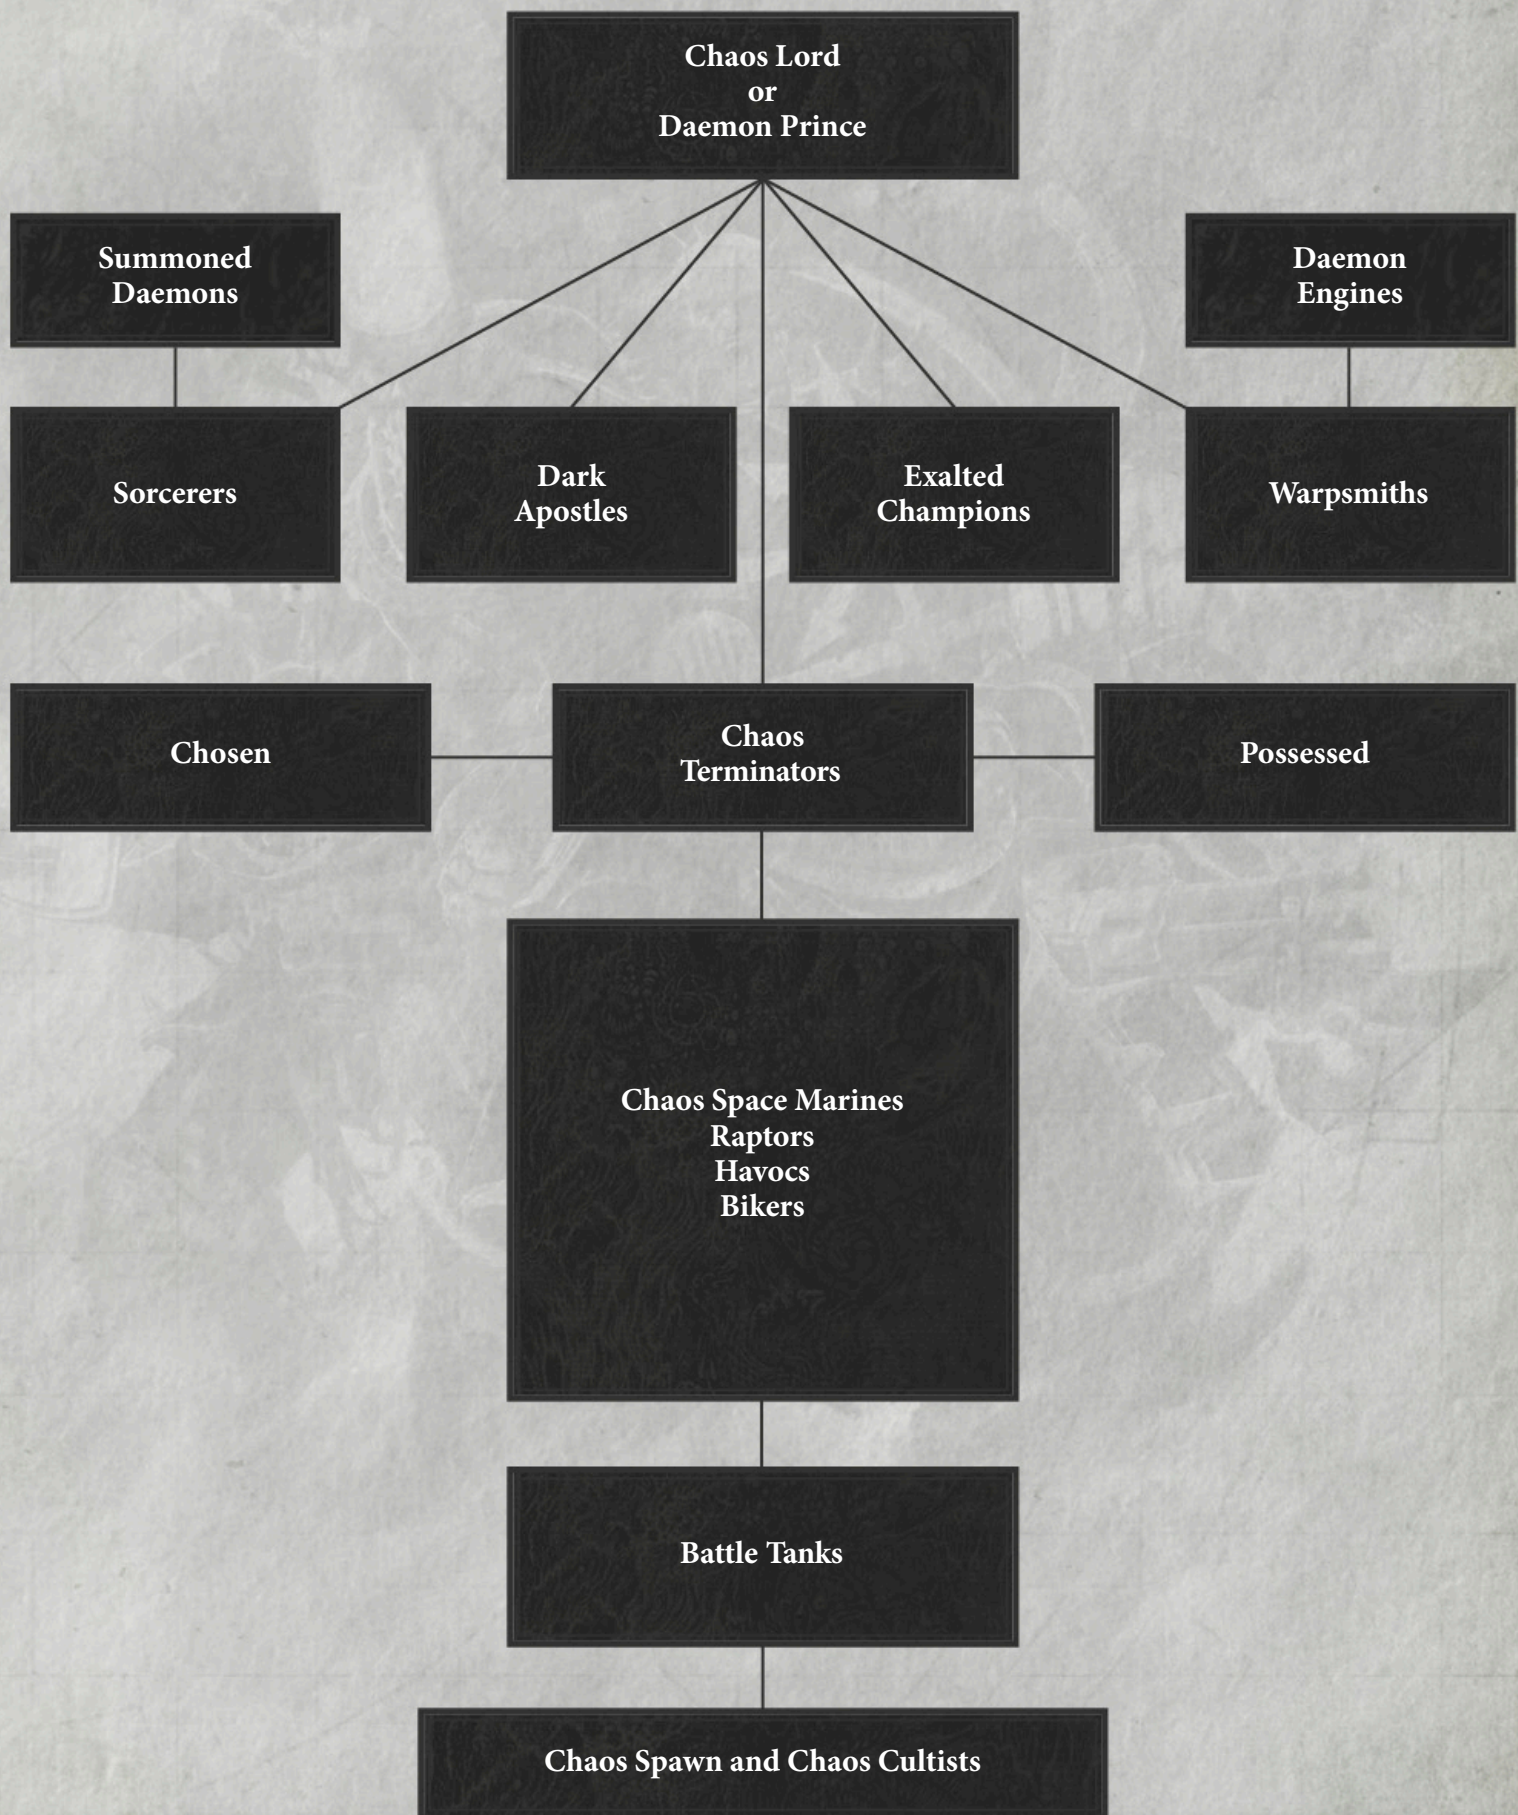 Chaos Lord
or
Daemon Prince
Summoned
Daemons
Daemon
Engines
Sorcerers
Dark
Apostles
Exalted
Champions
Warpsmiths
Chosen
Chaos
Terminators
Possessed
Chaos Space Marines
Raptors
Havocs
Bikers
Battle Tanks
Chaos Spawn and Chaos Cultists